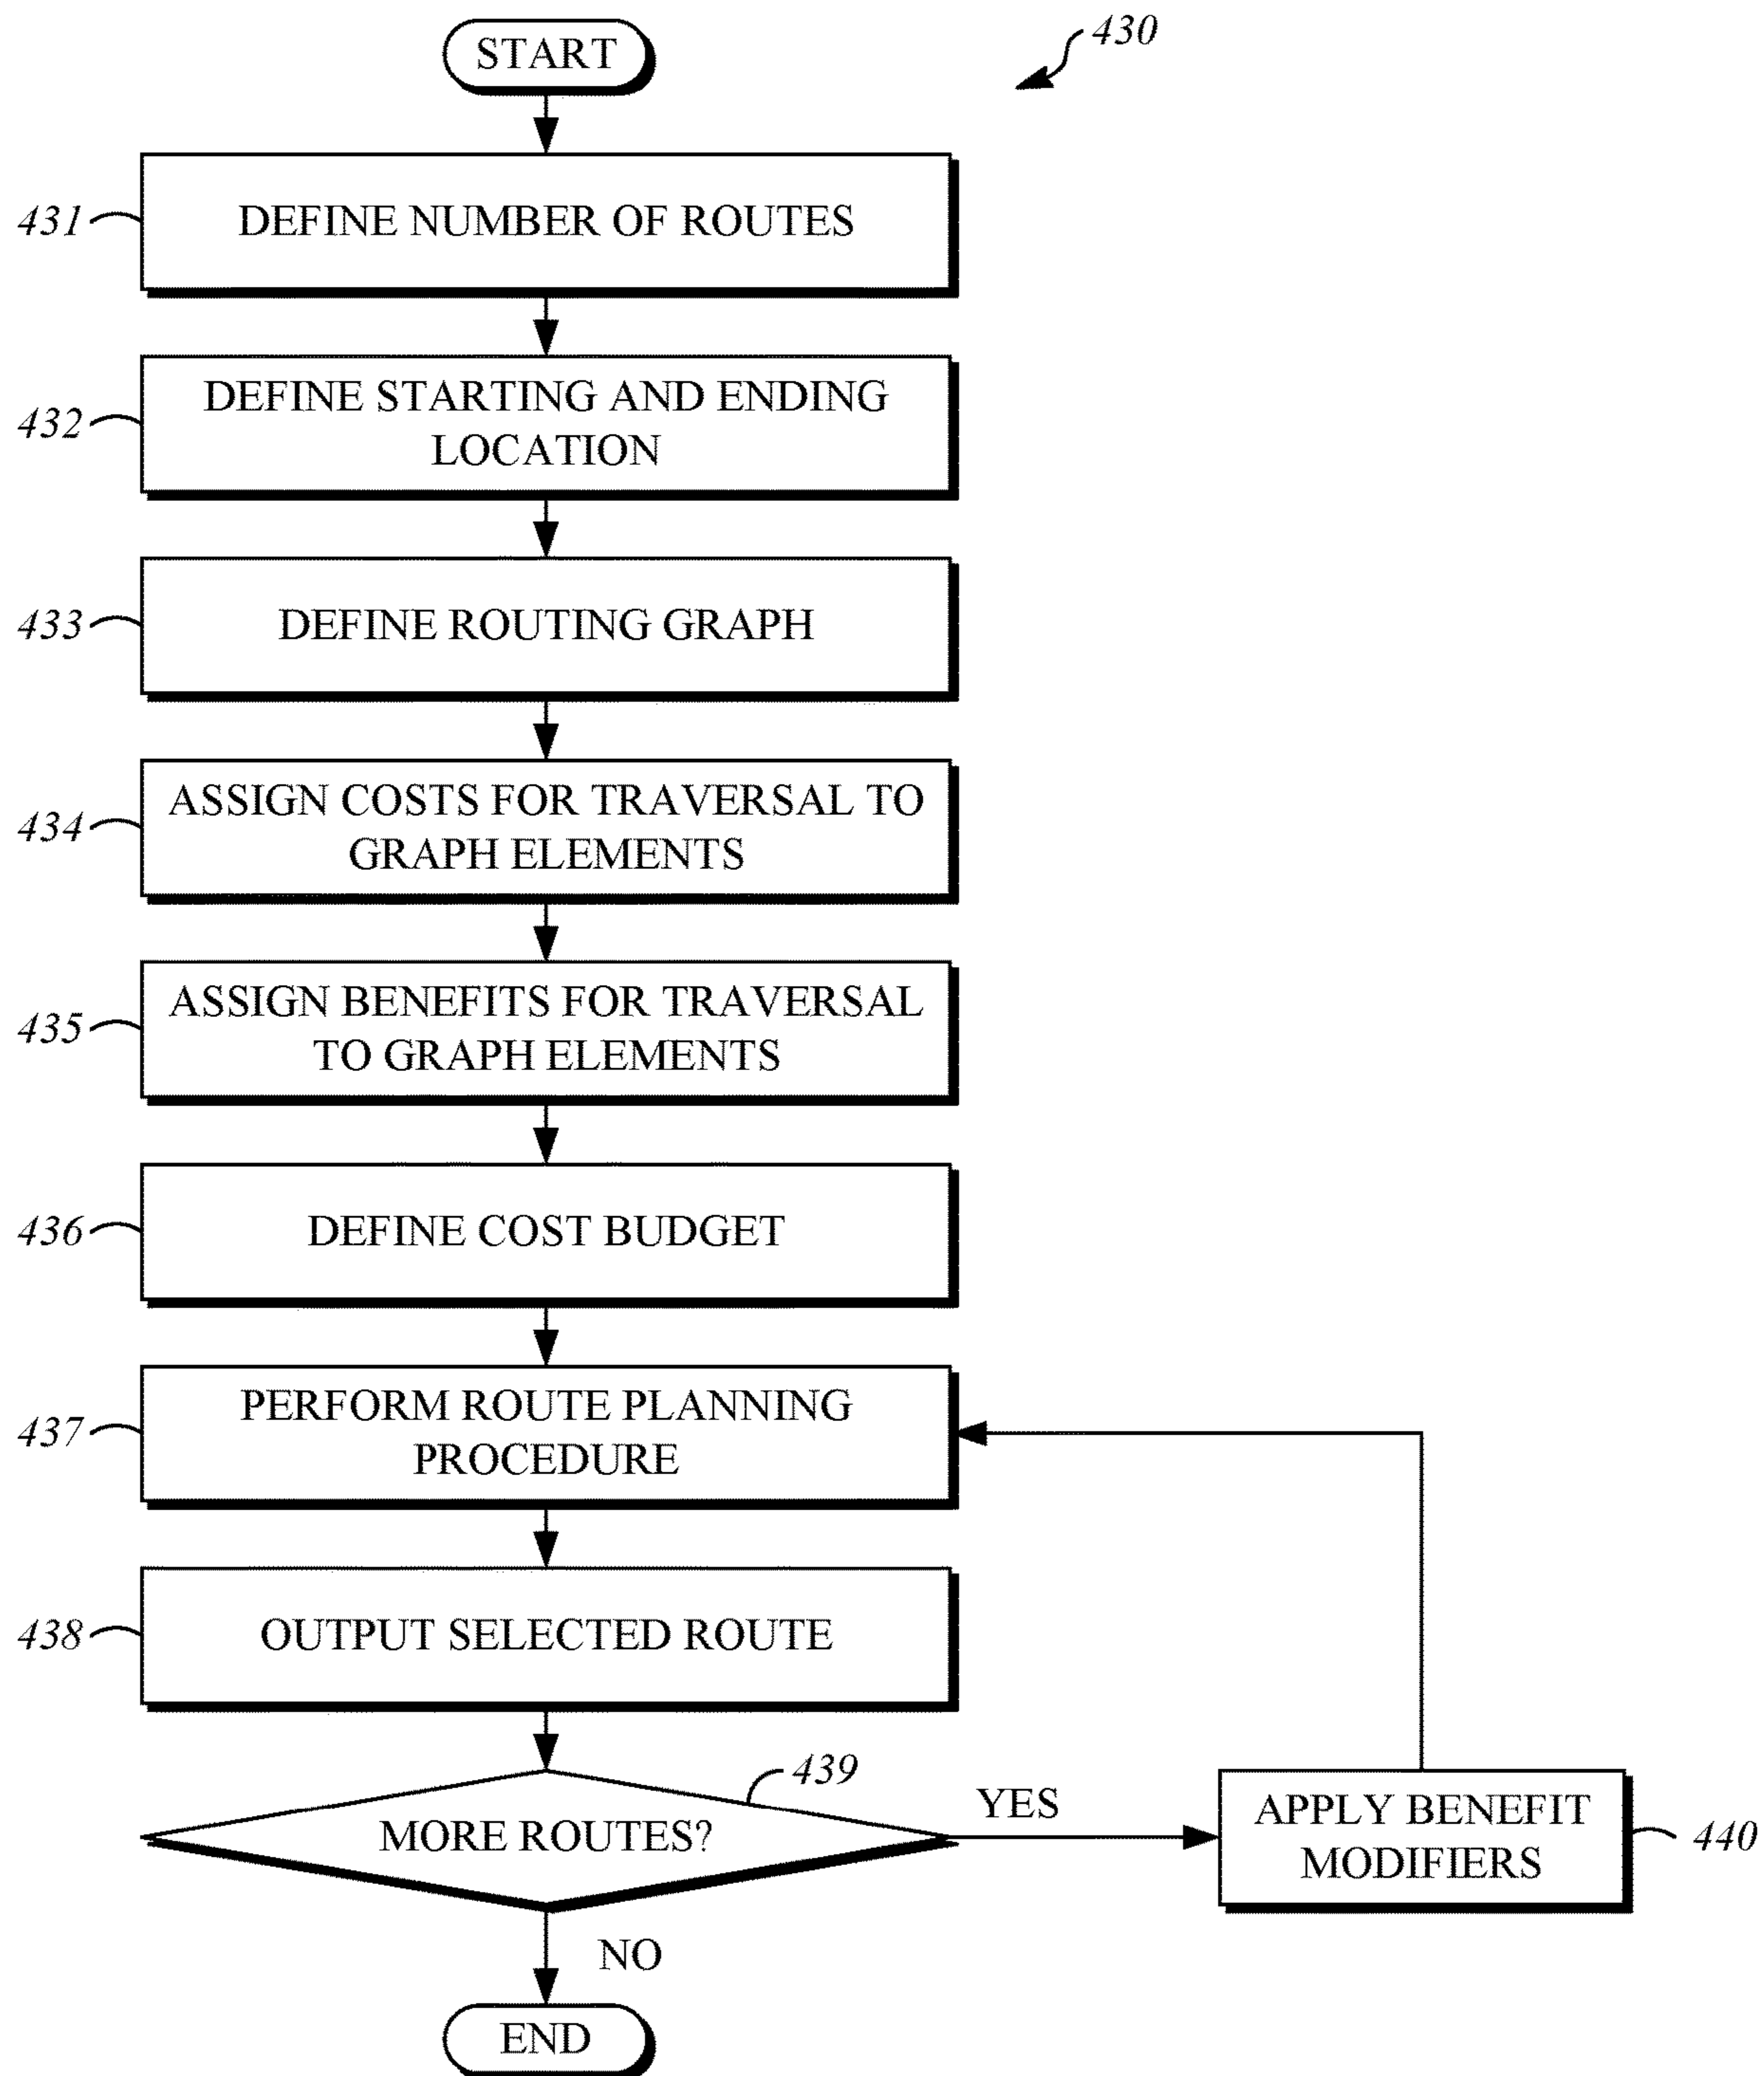 START
430
431
DEFINE NUMBER OF ROUTES
432
DEFINE STARTING AND ENDING
LOCATION
433
DEFINE ROUTING GRAPH
434
ASSIGN COSTS FOR TRAVERSAL TO
GRAPH ELEMENTS
435
ASSIGN BENEFITS FOR TRAVERSAL
TO GRAPH ELEMENTS
436
DEFINE COST BUDGET
437
PERFORM ROUTE PLANNING
PROCEDURE
438
OUTPUT SELECTED ROUTE
439
MORE ROUTES?
YES
APPLY BENEFIT
MODIFIERS
440
NO
END